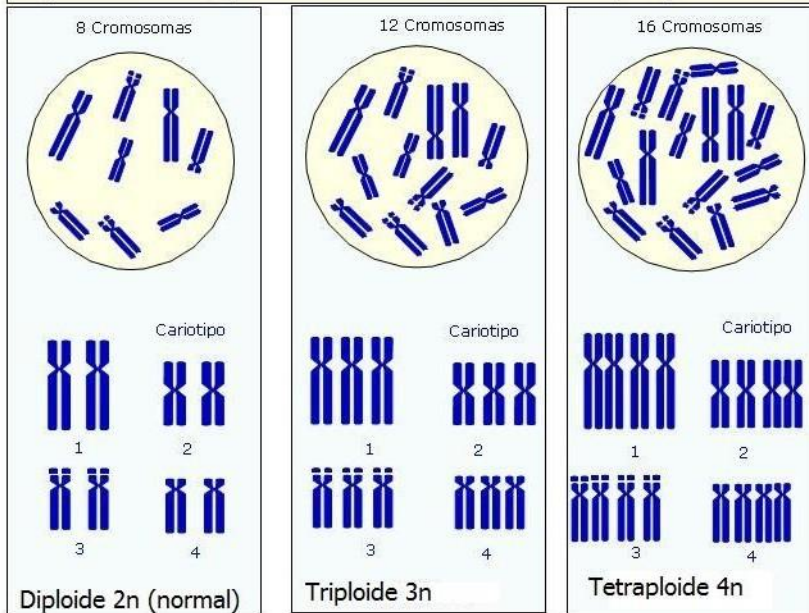 8 Cromosomas
Cariotipo
1
2
3
4
Diploide 2n (normal)
12 Cromosomas
Cariotipo
1
2
3
4
Triploide 3n
16 Cromosomas
Cariotipo
1
2
3
4
Tetraploide 4n